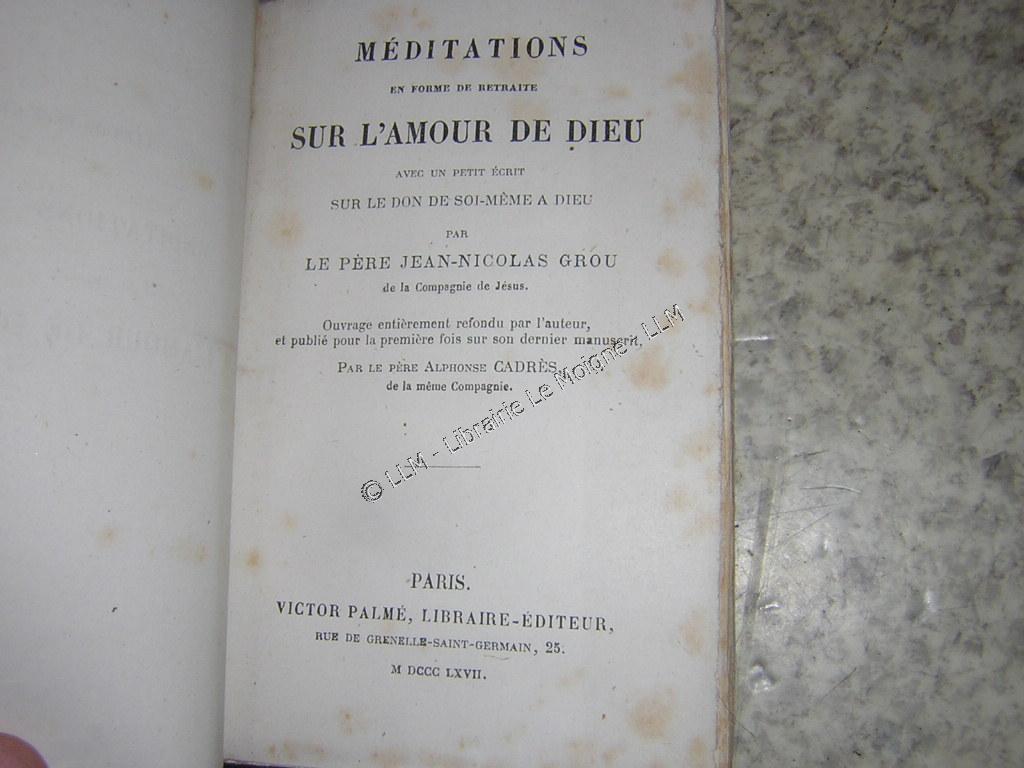 MÉDITATIONS
EN FORME DE RETRAITE
SUR L'AMOUR DE DIEU
AVEC UN PETIT ÉCRIT
SUR LE DON DE SOI-MÊME A DIEU
PAR
LE PÈRE JEAN-NICOLAS GROU
de la Compagnie de Jésus.
Ouvrage entièrement refondu par l'auteur,
et publié pour la première fois sur son dernier manuscrit,
PAR LE PÈRE ALPHONSE CADRÈS,
de la même Compagnie.
© LLM - Librairie Le Moigne, LLM
PARIS.
VICTOR PALMÉ, LIBRAIRE-ÉDITEUR,
RUE DE GRENELLE-SAINT-GERMAIN, 25.
M DCCC LXVII.